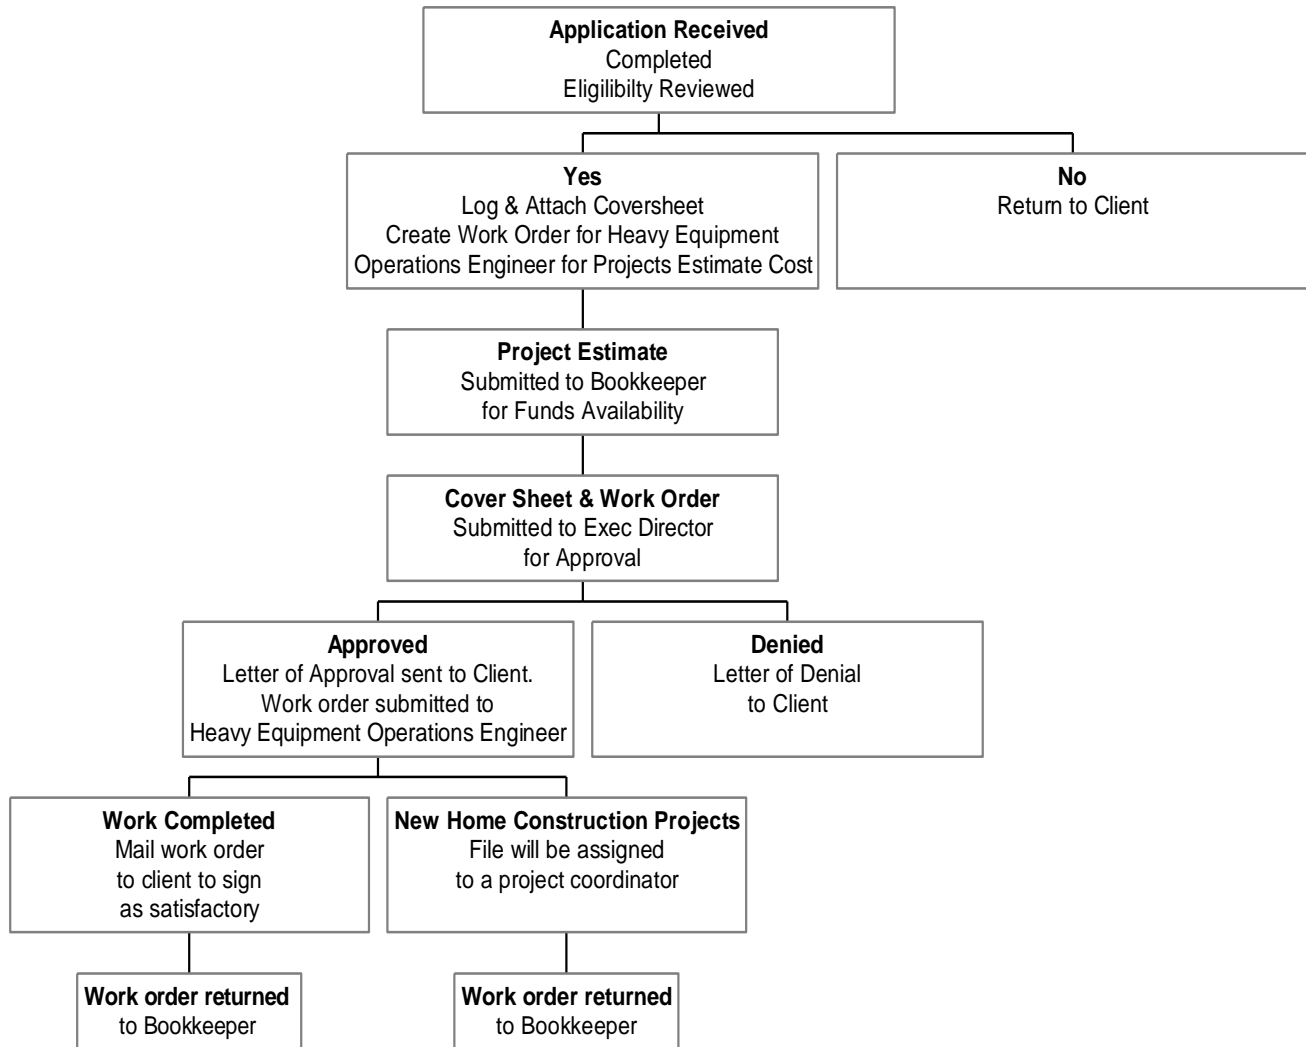 Application Received
Completed
Eligilibilty Reviewed
Yes
Log & Attach Coversheet
Create Work Order for Heavy Equipment
Operations Engineer for Projects Estimate Cost
No
Return to Client
Project Estimate
Submitted to Bookkeeper
for Funds Availability
Cover Sheet & Work Order
Submitted to Exec Director
for Approval
Approved
Letter of Approval sent to Client.
Work order submitted to
Heavy Equipment Operations Engineer
Denied
Letter of Denial
to Client
Work Completed
Mail work order
to client to sign
as satisfactory
New Home Construction Projects
File will be assigned
to a project coordinator
Work order returned
to Bookkeeper
Work order returned
to Bookkeeper